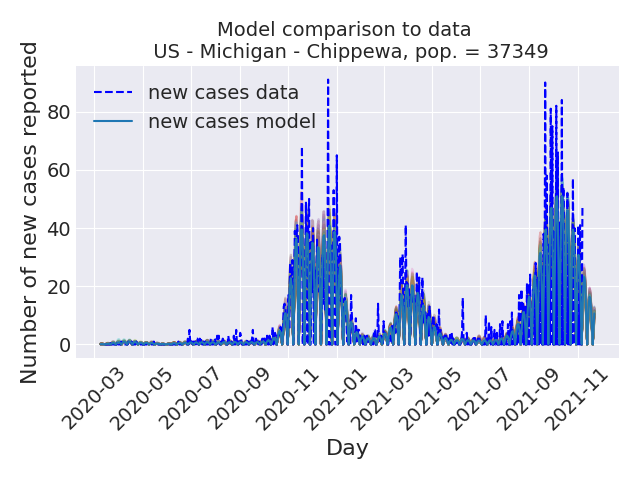 Model comparison to data
US - Michigan - Chippewa, pop. = 37349
Number of new cases reported
80
60
40
20
0
new cases data
new cases model
2020-03
2020-05
2020-07
2020-09
2020-11
2021-01
2021-03
2021-05
2021-07
2021-09
2021-11
Day